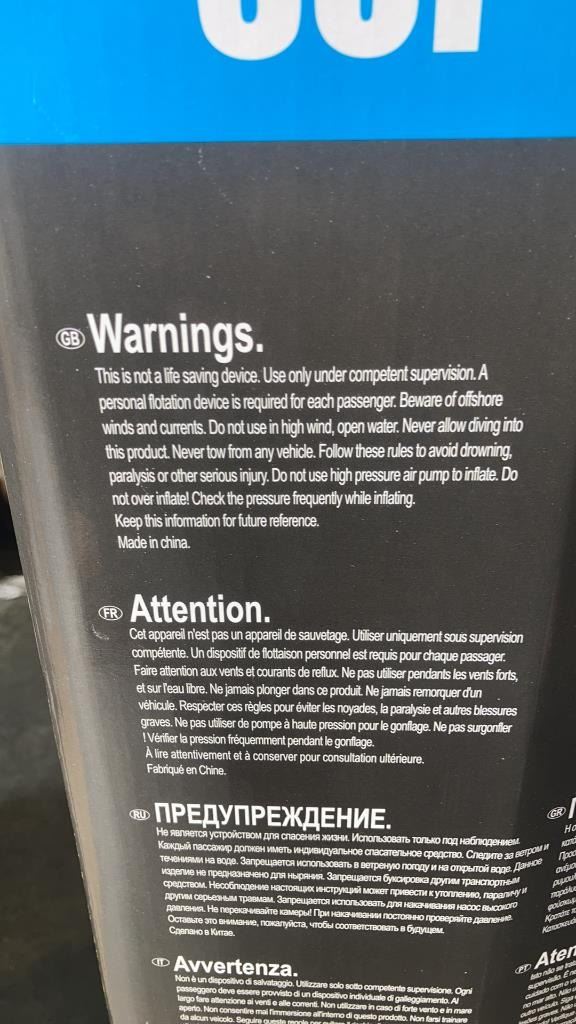 GB Warnings.
This is not a life saving device. Use only under competent supervision. A
personal flotation device is required for each passenger. Beware of offshore
winds and currents. Do not use in high wind, open water. Never allow diving into
this product. Never tow from any vehicle. Follow these rules to avoid drowning,
paralysis or other serious injury. Do not use high pressure air pump to inflate. Do
not over inflate! Check the pressure frequently while inflating.
Keep this information for future reference.
Made in china.
FR Attention.
Cet appareil n'est pas un appareil de sauvetage. Utiliser uniquement sous supervision
compétente. Un dispositif de flottaison personnel est requis pour chaque passager.
Faire attention aux vents et courants de reflux. Ne pas utiliser pendants les vents forts,
et sur l'eau libre. Ne jamais plonger dans ce produit. Ne jamais remorquer d'un
véhicule. Respecter ces règles pour éviter les noyades, la paralysie et autres blessures
graves. Ne pas utiliser de pompe à haute pression pour le gonflage. Ne pas surgonfler
! Vérifier la pression fréquemment pendant le gonflage.
À lire attentivement et à conserver pour consultation ultérieure.
Fabriqué en Chine.
RU ПРЕДУПРЕЖДЕНИЕ.
Не является устройством для спасения жизни. Использовать только под наблюдением.
Каждый пассажир должен иметь индивидуальное спасательное средство. Следите за ветром и
течениями на воде. Запрещается использовать в ветреную погоду и на открытой воде. Данное
изделие не предназначено для ныряния. Запрещается буксировка другим транспортным
средством. Несоблюдение настоящих инструкций может привести к утоплению, параличу и
другим серьезным травмам. Запрещается использовать для накачивания насос высокого
давления. Не перекачивайте камеры! При накачивании постоянно проверяйте давление.
Оставьте это внимание, пожалуйста, чтобы соответствовать в будущем.
Сделано в Китае.
IT Avvertenza.
Non è un dispositivo di salvataggio. Utilizzare solo sotto competente supervisione. Ogni
passeggero deve essere provvisto di un dispositivo individuale di galleggiamento. Al
largo fare attenzione ai venti e alle correnti. Non utilizzare in caso di forte vento e in mare
aperto. Non consentire mai l'immersione all'interno di questo prodotto. Non farsi trainare
da alcun veicolo. Seguire queste regole per
GR
PT Aten